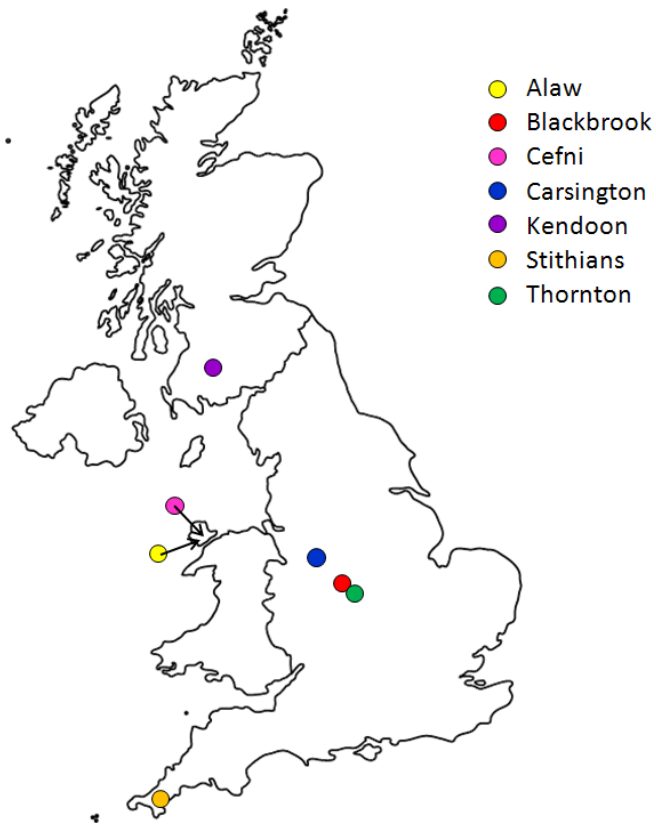 Alaw
Blackbrook
Cefni
Carsington
Kendoon
Stithians
Thornton